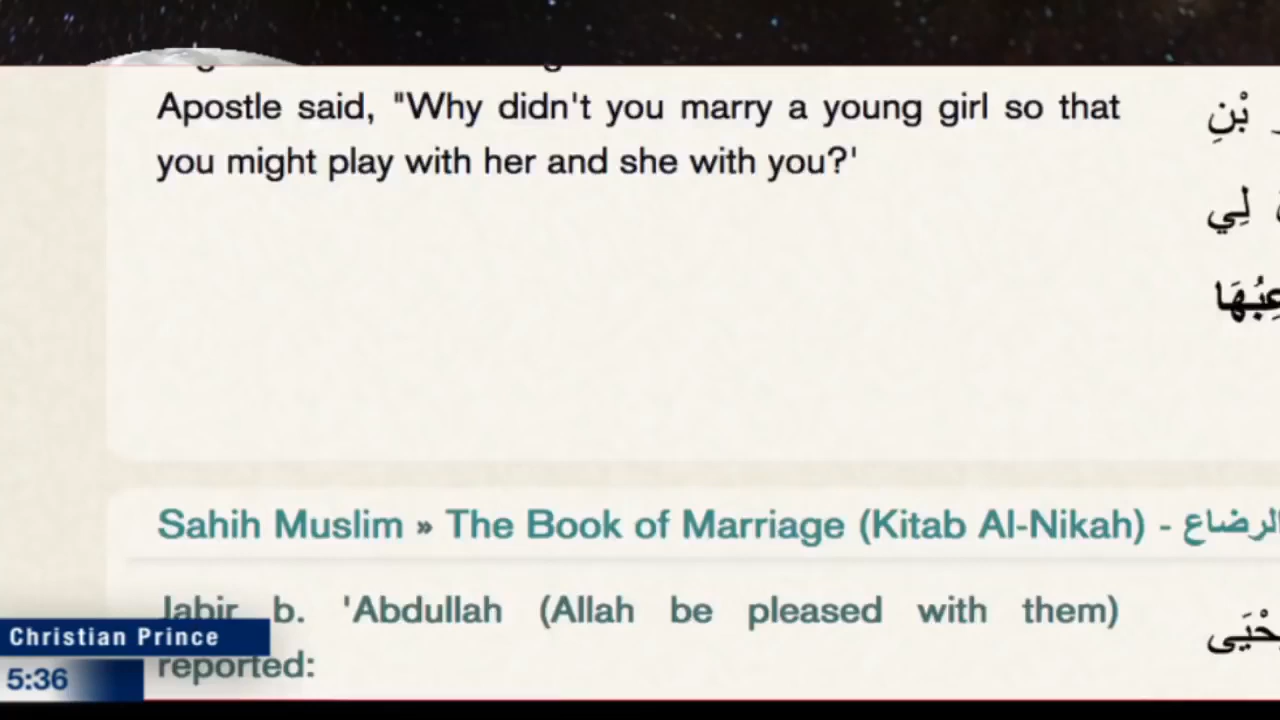 Apostle said, "Why didn't you marry a young girl so that
you might play with her and she with you?'
بْنِ
لِي
Sahih Muslim » The Book of Marriage (Kitab Al-Nikah) - الرضاع
Jabir b. 'Abdullah (Allah be pleased with them)
reported:
Christian Prince
5:36